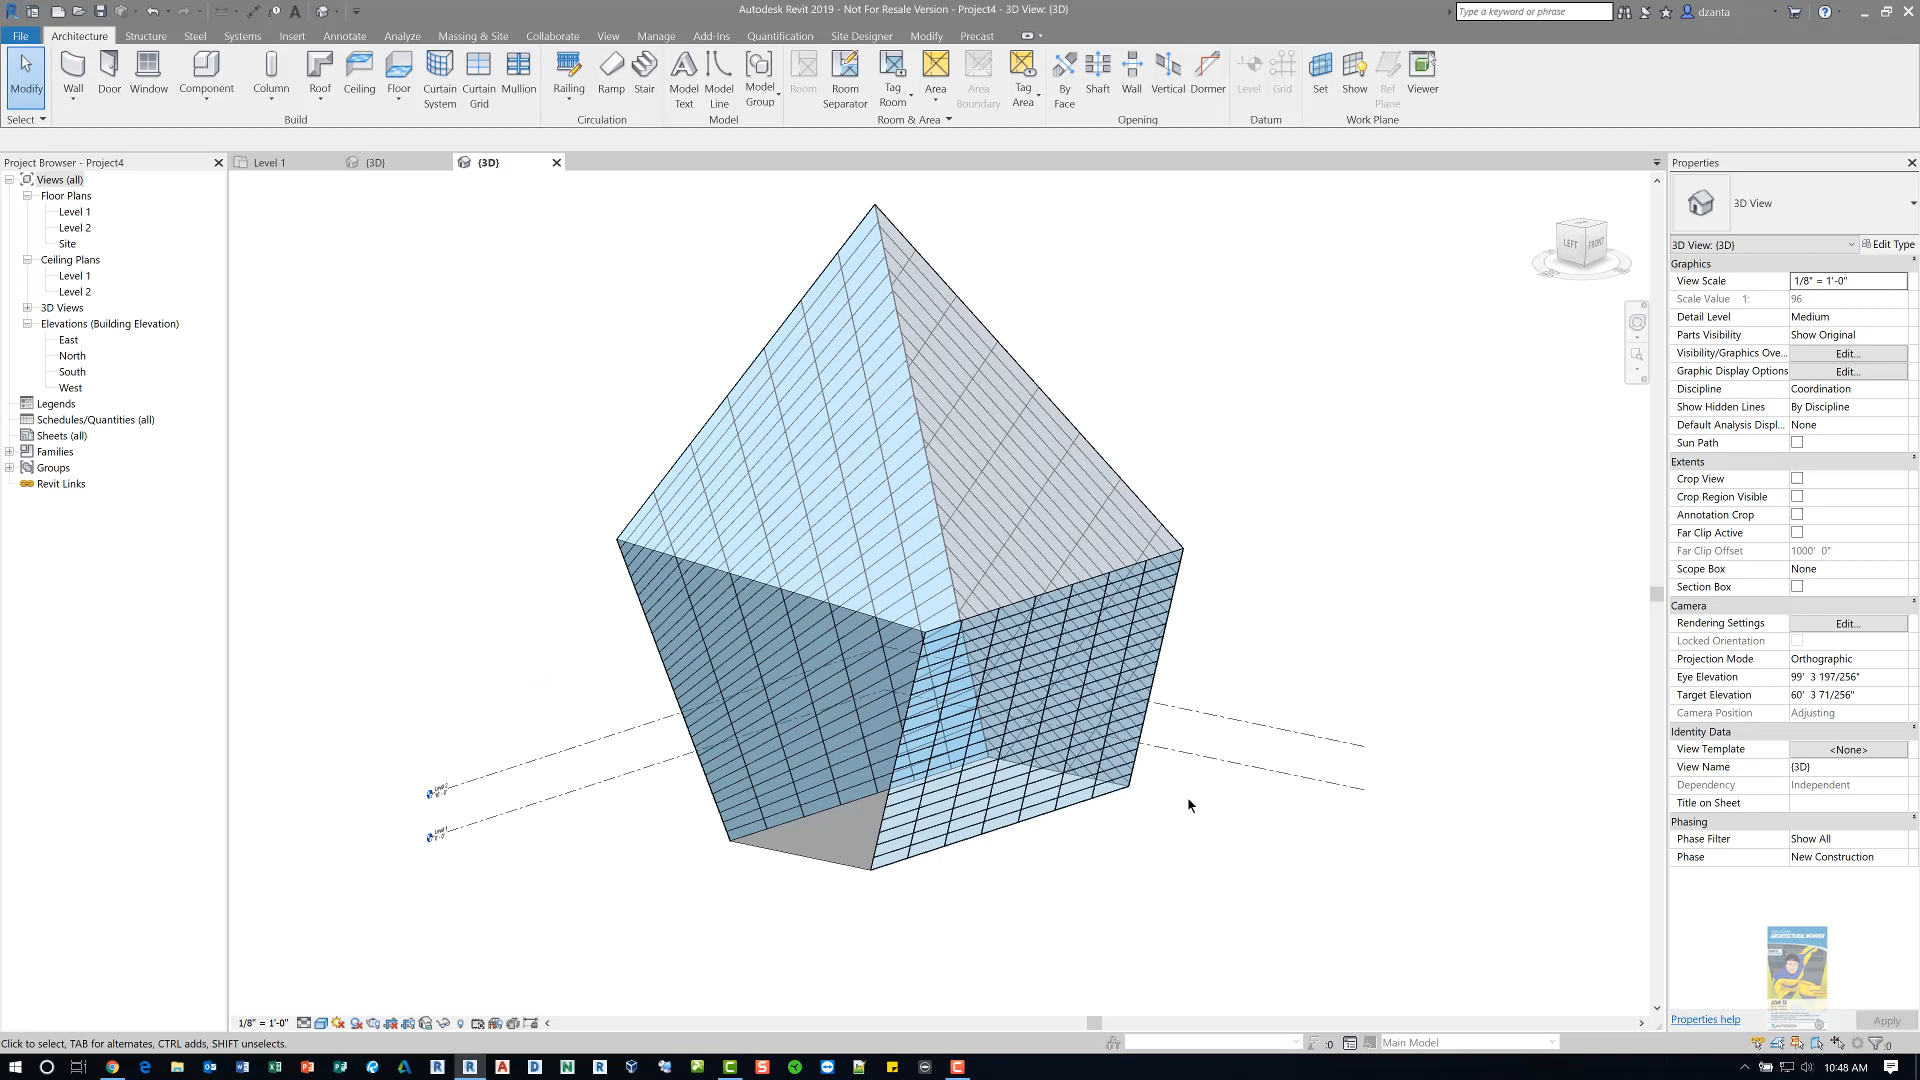 Autodesk Revit 2019 - Not For Resale Version - Project4 - 3D View: {3D}
Type a keyword or phrase
dzanta
File Architecture Structure Steel Systems Insert Annotate Analyze Massing & Site Collaborate View Manage Add-Ins Quantification Site Designer Modify Precast
Modify Wall Door Window Component Column Roof Ceiling Floor Curtain System Curtain Grid Mullion Railing Ramp Stair Model Text Model Line Model Group Room Room Separator Tag Room Area Area Boundary Tag Area By Face Shaft Wall Vertical Dormer Level Grid Set Show Ref Plane Viewer
Select Build Circulation Model Room & Area Opening Datum Work Plane
Project Browser - Project4
Level 1 {3D} {3D}
Views (all)
Floor Plans
Level 1
Level 2
Site
Ceiling Plans
Level 1
Level 2
3D Views
Elevations (Building Elevation)
East
North
South
West
Legends
Schedules/Quantities (all)
Sheets (all)
Families
Groups
Revit Links
LEFT FRONT
Properties
3D View
3D View: {3D} Edit Type
Graphics
View Scale 1/8" = 1'-0"
Scale Value 1: 96
Detail Level Medium
Parts Visibility Show Original
Visibility/Graphics Ove... Edit...
Graphic Display Options Edit...
Discipline Coordination
Show Hidden Lines By Discipline
Default Analysis Displ... None
Sun Path
Extents
Crop View
Crop Region Visible
Annotation Crop
Far Clip Active
Far Clip Offset 1000' 0"
Scope Box None
Section Box
Camera
Rendering Settings Edit...
Locked Orientation
Projection Mode Orthographic
Eye Elevation 99' 3 197/256"
Target Elevation 60' 3 71/256"
Camera Position Adjusting
Identity Data
View Template <None>
View Name {3D}
Dependency Independent
Title on Sheet
Phasing
Phase Filter Show All
Phase New Construction
ARCHITECTURAL WONDER
AUTODESK
Properties help Apply
1/8" = 1'-0"
Click to select, TAB for alternates, CTRL adds, SHIFT unselects.
:0 Main Model :0
10:48 AM